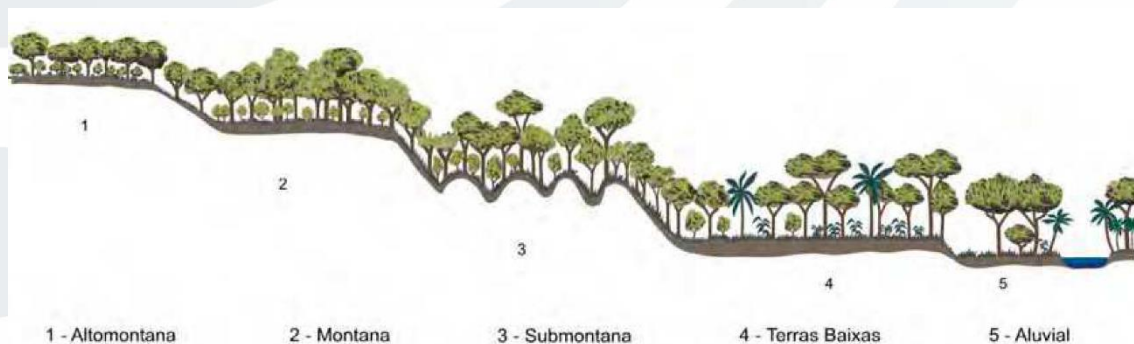 1
2
3
4
5
1 - Altomontana
2 - Montana
3 - Submontana
4 - Terras Baixas
5 - Aluvial